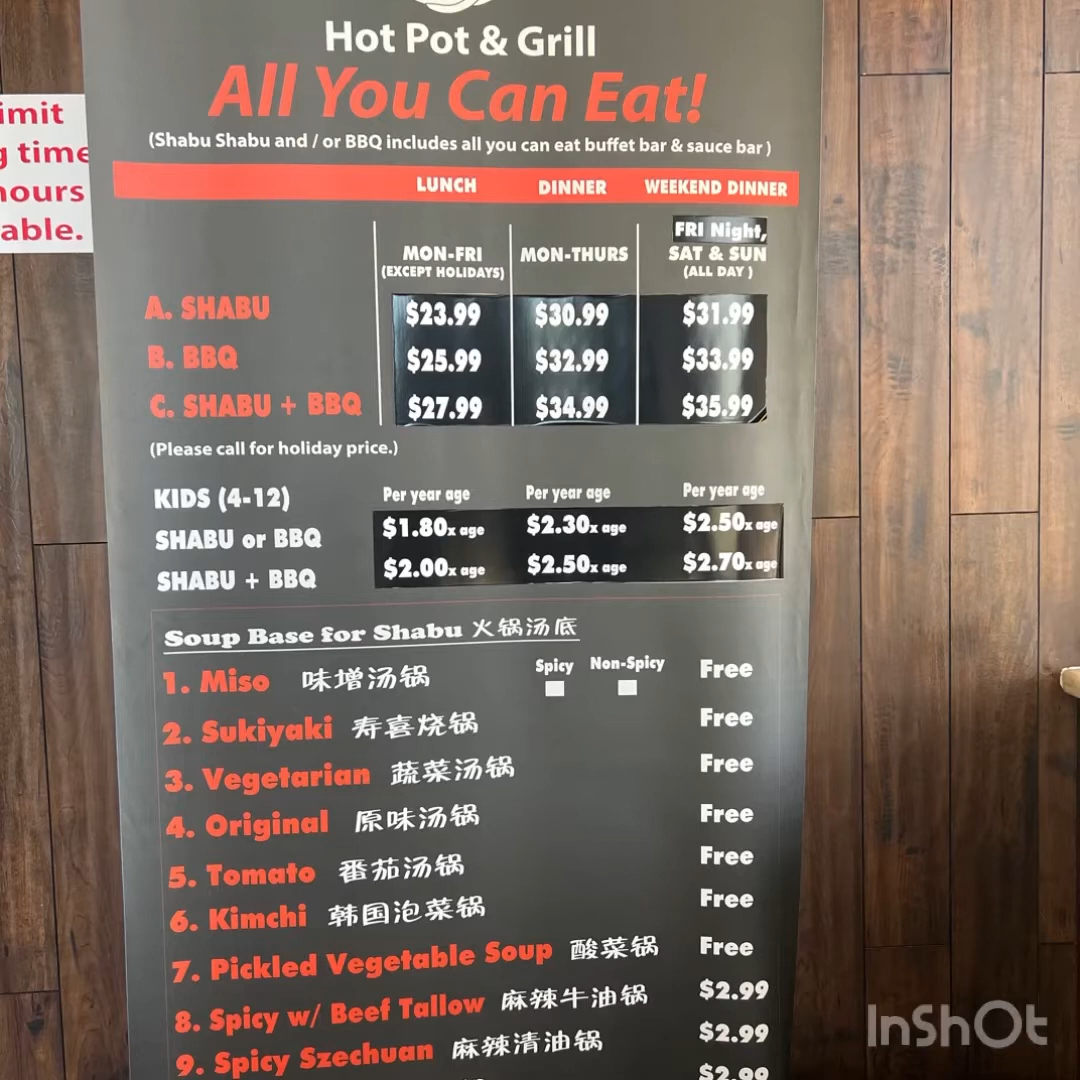 Hot Pot & Grill
All You Can Eat!
(Shabu Shabu and / or BBQ includes all you can eat buffet bar & sauce bar )
LUNCH DINNER WEEKEND DINNER
FRI Night,
MON-FRI MON-THURS SAT & SUN
(EXCEPT HOLIDAYS) (ALL DAY )
A. SHABU $23.99 $30.99 $31.99
B. BBQ $25.99 $32.99 $33.99
C. SHABU + BBQ $27.99 $34.99 $35.99
(Please call for holiday price.)
KIDS (4-12) Per year age Per year age Per year age
SHABU or BBQ $1.80x age $2.30x age $2.50x age
SHABU + BBQ $2.00x age $2.50x age $2.70x age
Soup Base for Shabu 火锅汤底
Spicy Non-Spicy
1. Miso 味增汤锅 Free
2. Sukiyaki 寿喜烧锅 Free
3. Vegetarian 蔬菜汤锅 Free
4. Original 原味汤锅 Free
5. Tomato 番茄汤锅 Free
6. Kimchi 韩国泡菜锅 Free
7. Pickled Vegetable Soup 酸菜锅 Free
8. Spicy w/ Beef Tallow 麻辣牛油锅 $2.99
9. Spicy Szechuan 麻辣清油锅 $2.99
$2.99
imit
g time
hours
able.
InShOt